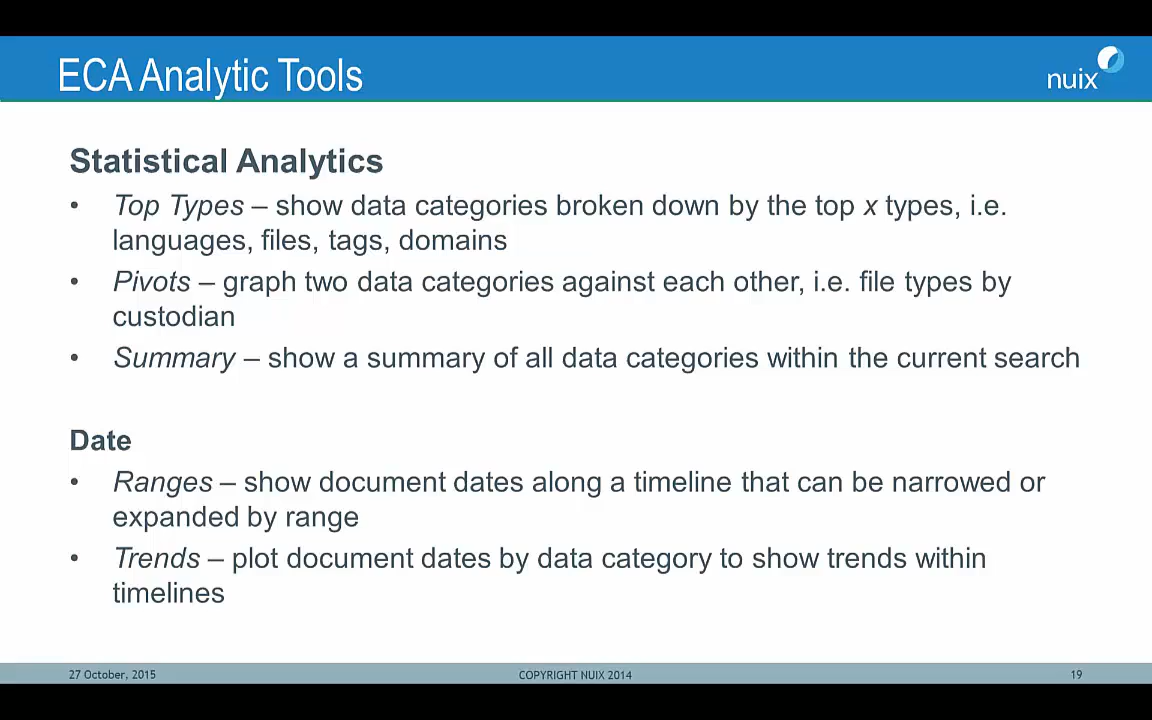 ECA Analytic Tools
nuix
Statistical Analytics
• Top Types – show data categories broken down by the top x types, i.e.
languages, files, tags, domains
• Pivots – graph two data categories against each other, i.e. file types by
custodian
• Summary – show a summary of all data categories within the current search
Date
• Ranges – show document dates along a timeline that can be narrowed or
expanded by range
• Trends – plot document dates by data category to show trends within
timelines
27 October, 2015 COPYRIGHT NUIX 2014 19